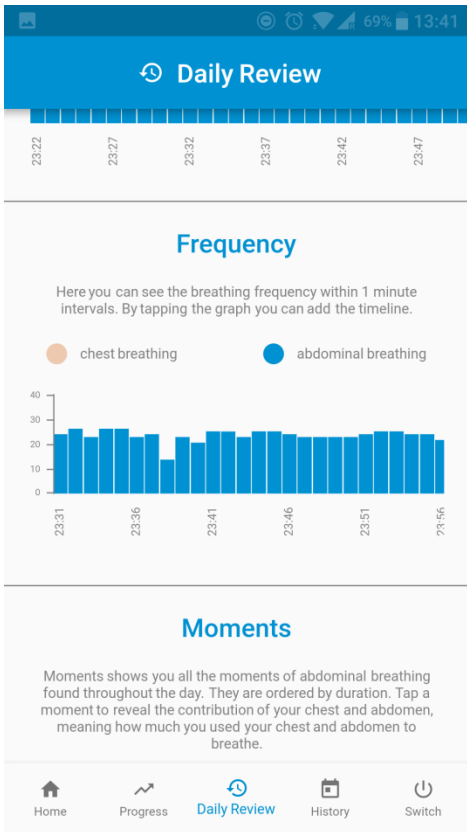 69% 13:41
Daily Review
23:22 23:27 23:32 23:37 23:42 23:47
Frequency
Here you can see the breathing frequency within 1 minute
intervals. By tapping the graph you can add the timeline.
chest breathing abdominal breathing
40
30
20
10
0
23:31 23:36 23:41 23:46 23:51 23:56
Moments
Moments shows you all the moments of abdominal breathing
found throughout the day. They are ordered by duration. Tap a
moment to reveal the contribution of your chest and abdomen,
meaning how much you used your chest and abdomen to
breathe.
Home Progress Daily Review History Switch